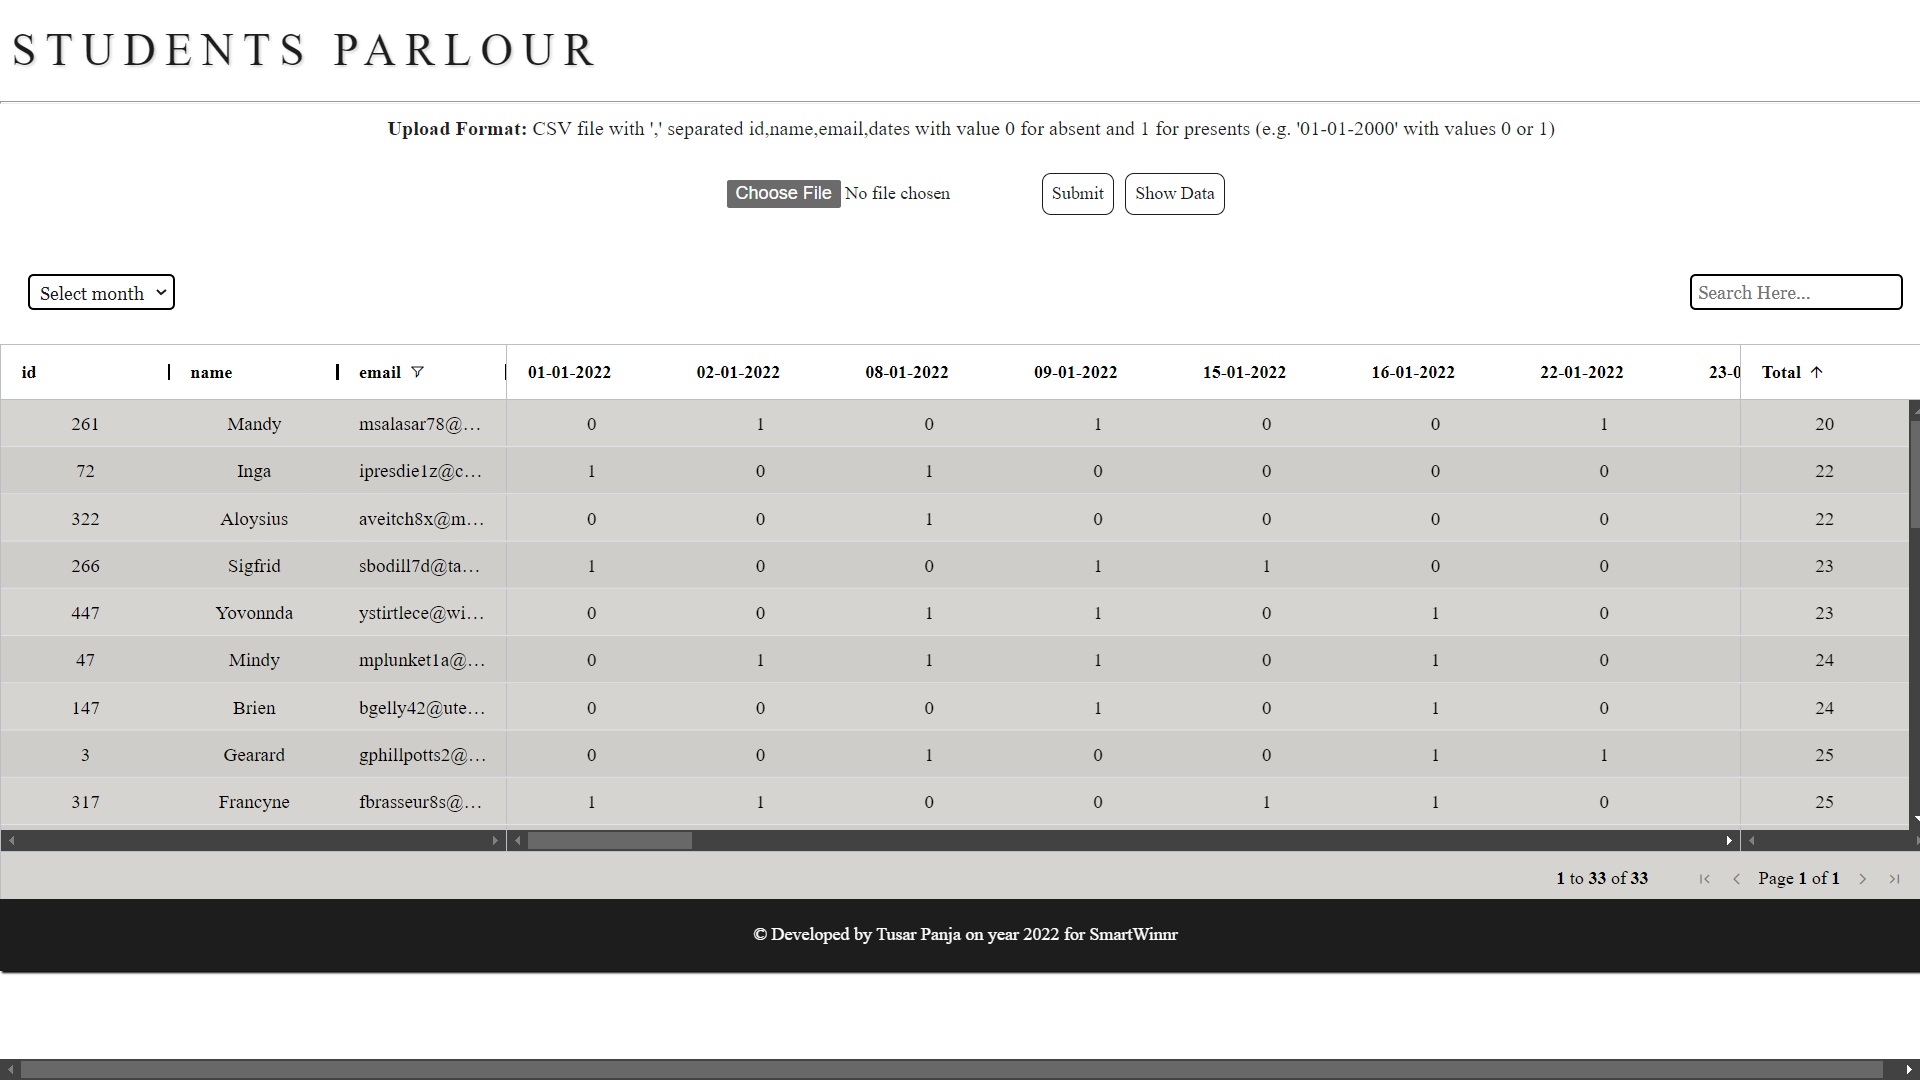 STUDENTS PARLOUR
Upload Format: CSV file with ',' separated id,name,email,dates with value 0 for absent and 1 for presents (e.g. '01-01-2000' with values 0 or 1)
Choose File No file chosen Submit Show Data
Select month Search Here...
id name email 01-01-2022 02-01-2022 08-01-2022 09-01-2022 15-01-2022 16-01-2022 22-01-2022 23-0 Total
261 Mandy msalasar78@... 0 1 0 1 0 0 1 20
72 Inga ipresdie1z@c... 1 0 1 0 0 0 0 22
322 Aloysius aveitch8x@m... 0 0 1 0 0 0 0 22
266 Sigfrid sbodill7d@ta... 1 0 0 1 1 0 0 23
447 Yovonnda ystirtlece@wi... 0 0 1 1 0 1 0 23
47 Mindy mplunket1a@... 0 1 1 1 0 1 0 24
147 Brien bgelly42@ute... 0 0 0 1 0 1 0 24
3 Gearard gphillpotts2@... 0 0 1 0 0 1 1 25
317 Francyne fbrasseur8s@... 1 1 0 0 1 1 0 25
1 to 33 of 33 Page 1 of 1
© Developed by Tusar Panja on year 2022 for SmartWinnr